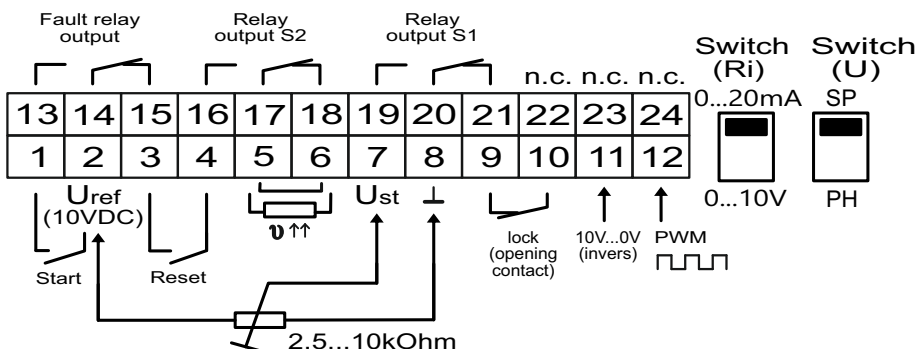 Fault relay
output
Relay
output S2
Relay
output S1
n.c. n.c. n.c.
Switch
(Ri)
0...20mA
0...10V
Switch
(U)
SP
PH
13 14 15 16 17 18 19 20 21 22 23 24
1 2 3 4 5 6 7 8 9 10 11 12
Uref
(10VDC)
Ust
⊥
Start
Reset
ʋ ↑↑
lock
(opening
contact)
10V...0V
(invers)
PWM
2.5...10kOhm